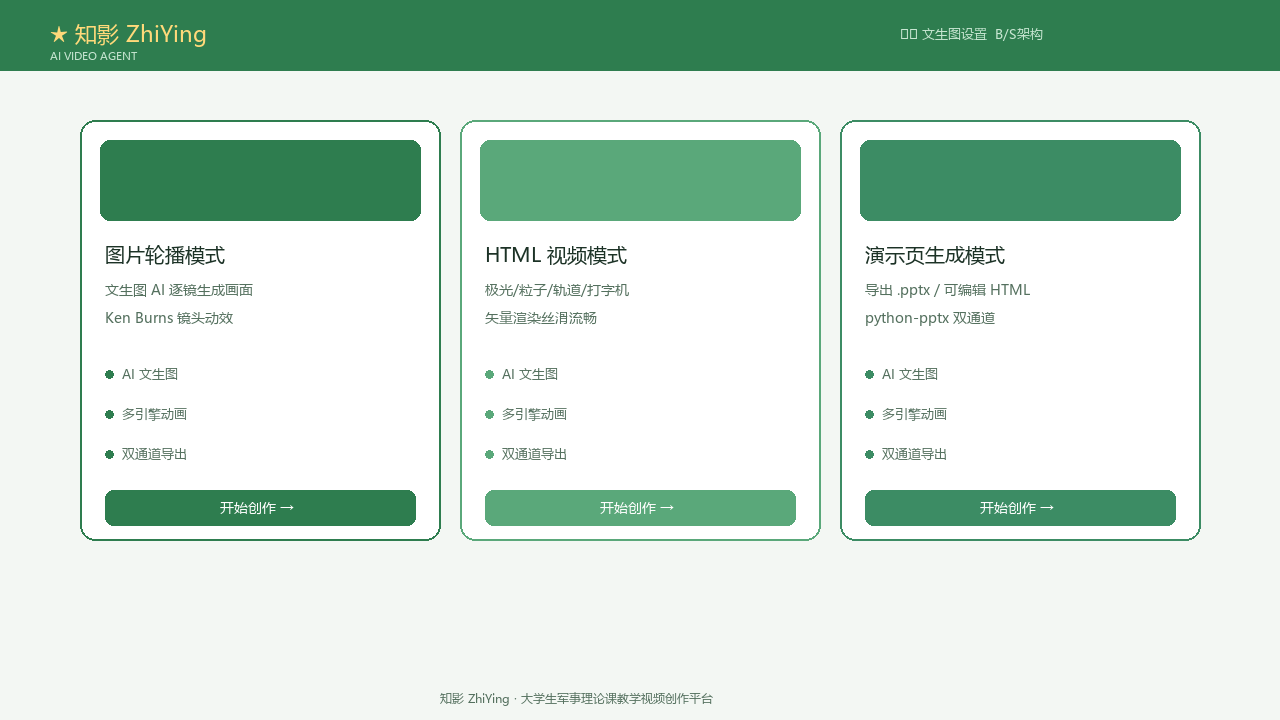 ★ 知影 ZhiYing
AI VIDEO AGENT
文生图设置 B/S架构
图片轮播模式
文生图 AI 逐镜生成画面
Ken Burns 镜头动效
AI 文生图
多引擎动画
双通道导出
开始创作 →
HTML 视频模式
极光/粒子/轨道/打字机
矢量渲染丝滑流畅
AI 文生图
多引擎动画
双通道导出
开始创作 →
演示页生成模式
导出 .pptx / 可编辑 HTML
python-pptx 双通道
AI 文生图
多引擎动画
双通道导出
开始创作 →
知影 ZhiYing · 大学生军事理论课教学视频创作平台